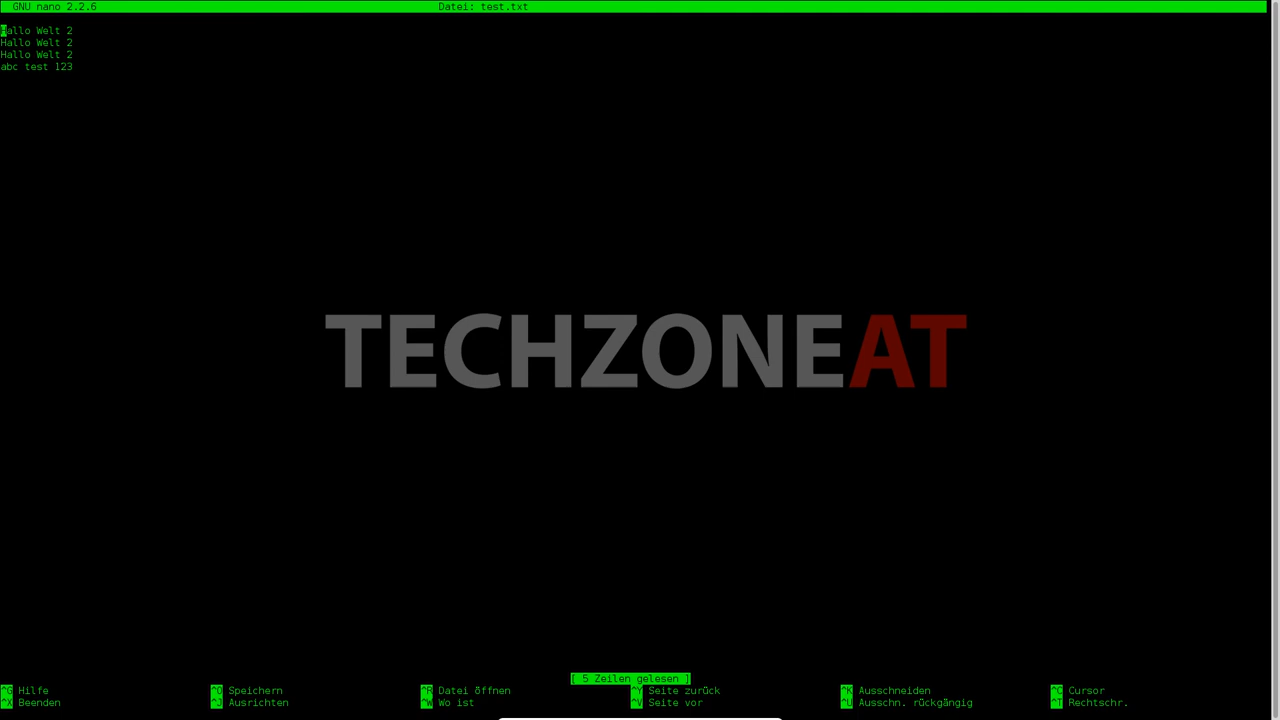 GNU nano 2.2.6 Datei: test.txt
Hallo Welt 2
Hallo Welt 2
Hallo Welt 2
abc test 123
TECHZONEAT
[ 5 Zeilen gelesen ]
^G Hilfe ^O Speichern ^R Datei öffnen ^Y Seite zurück ^K Ausschneiden ^C Cursor
^X Beenden ^J Ausrichten ^W Wo ist ^V Seite vor ^U Ausschn. rückgängig ^T Rechtschr.